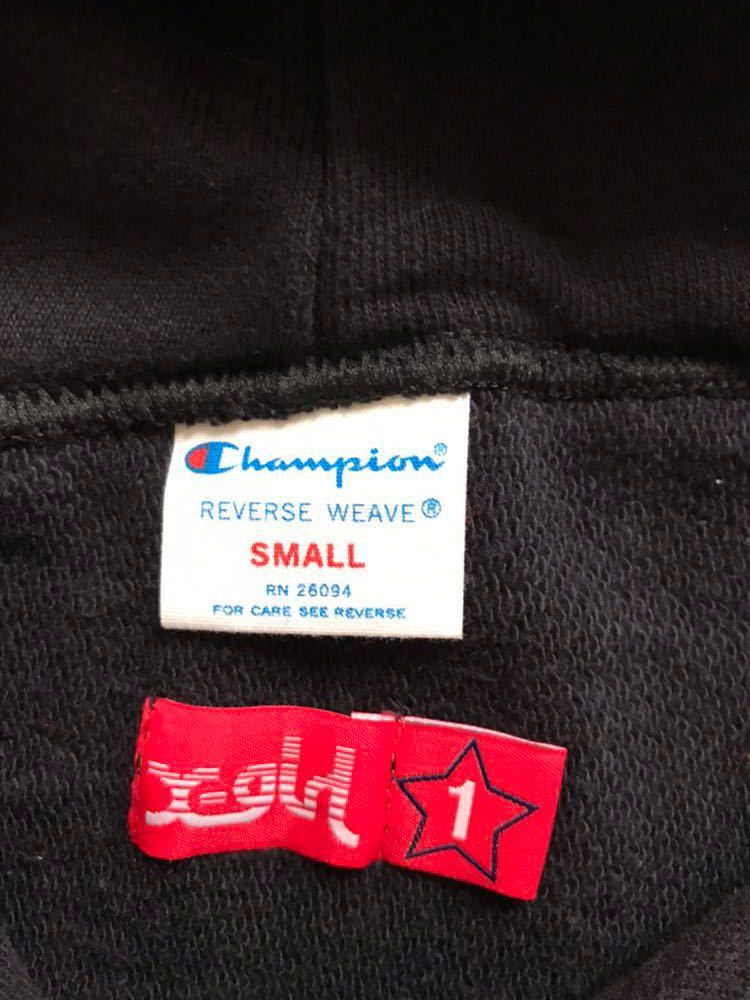 Champion®
REVERSE WEAVE®
SMALL
RN 26094
FOR CARE SEE REVERSE
X-girl
1